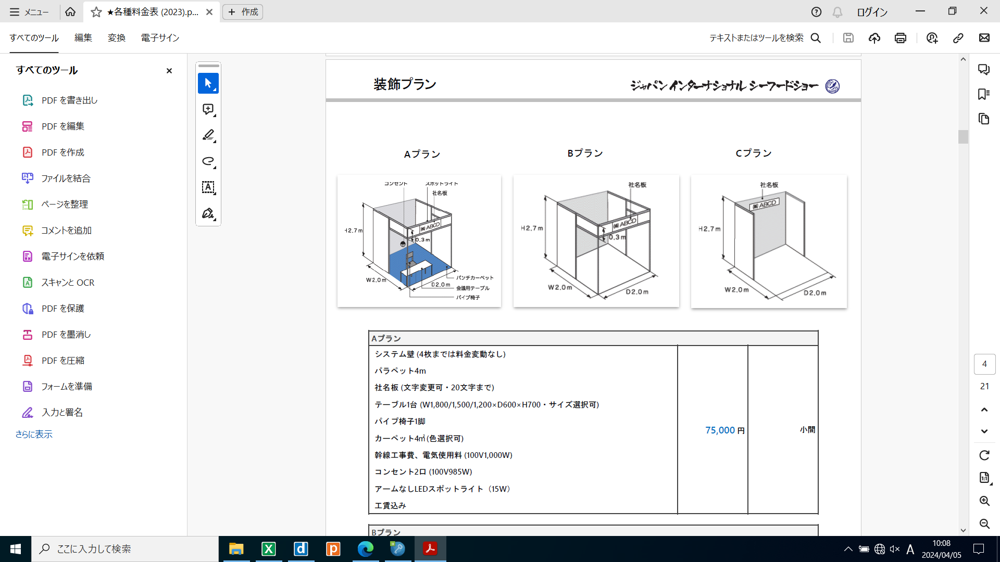 メニュー
★各種料金表 (2023).p...
作成
ログイン
すべてのツール
編集
変換
電子サイン
テキストまたはツールを検索
すべてのツール
PDF を書き出し
PDF を編集
PDF を作成
ファイルを結合
ページを整理
コメントを追加
電子サインを依頼
スキャンと OCR
PDF を保護
PDF を墨消し
PDF を圧縮
フォームを準備
入力と署名
さらに表示
装飾プラン
ジャパン インターナショナル シーフードショー
Aプラン
Bプラン
Cプラン
コンセント
スポットライト
社名板
㈱ ABCD
H2.7m
0.3m
W2.0m
D2.0m
パンチカーペット
会議用テーブル
パイプ椅子
社名板
㈱ ABCD
H2.7m
0.3m
W2.0m
D2.0m
社名板
㈱ ABCD
H2.7m
W2.0m
D2.0m
Aプラン
システム壁 (4枚までは料金変動なし)
パラペット4m
社名板 (文字変更可・20文字まで)
テーブル1台 (W1,800/1,500/1,200×D600×H700・サイズ選択可)
パイプ椅子1脚
カーペット4㎡(色選択可)
幹線工事費、電気使用料 (100V1,000W)
コンセント2口 (100V985W)
アームなしLEDスポットライト（15W）
工賃込み
75,000 円
小間
Bプラン
4
21
ここに入力して検索
A
10:08
2024/04/05